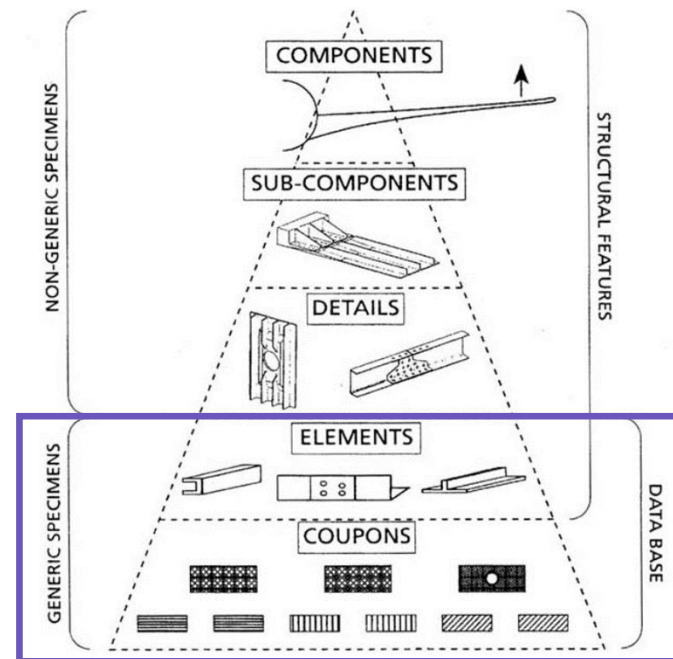 COMPONENTS
NON-GENERIC SPECIMENS
STRUCTURAL FEATURES
SUB-COMPONENTS
DETAILS
ELEMENTS
GENERIC SPECIMENS
DATA BASE
COUPONS